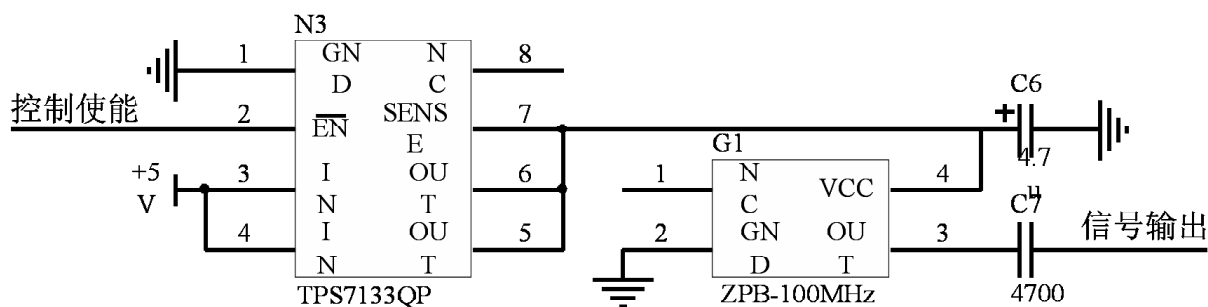 N3
1
GN
D
N
C
8
控制使能
2
EN
SENS
E
7
+5
V
3
I
N
OU
T
6
4
I
N
OU
T
5
TPS7133QP
G1
1
N
C
VCC
4
2
GN
D
OU
T
3
ZPB-100MHz
C6
+
4.7
μ
C7
4700
信号输出